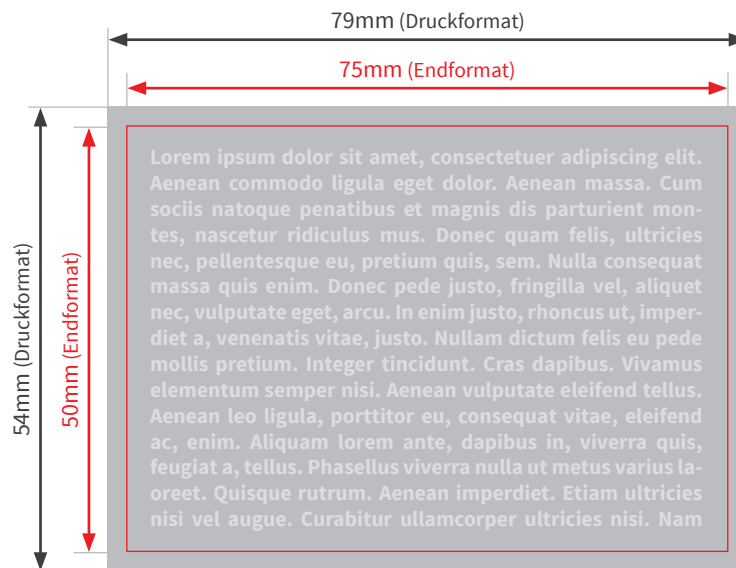 79mm (Druckformat)
75mm (Endformat)
54mm (Druckformat)
50mm (Endformat)
Lorem ipsum dolor sit amet, consectetuer adipiscing elit.
Aenean commodo ligula eget dolor. Aenean massa. Cum
sociis natoque penatibus et magnis dis parturient mon-
tes, nascetur ridiculus mus. Donec quam felis, ultricies
nec, pellentesque eu, pretium quis, sem. Nulla consequat
massa quis enim. Donec pede justo, fringilla vel, aliquet
nec, vulputate eget, arcu. In enim justo, rhoncus ut, imper-
diet a, venenatis vitae, justo. Nullam dictum felis eu pede
mollis pretium. Integer tincidunt. Cras dapibus. Vivamus
elementum semper nisi. Aenean vulputate eleifend tellus.
Aenean leo ligula, porttitor eu, consequat vitae, eleifend
ac, enim. Aliquam lorem ante, dapibus in, viverra quis,
feugiat a, tellus. Phasellus viverra nulla ut metus varius la-
oreet. Quisque rutrum. Aenean imperdiet. Etiam ultricies
nisi vel augue. Curabitur ullamcorper ultricies nisi. Nam